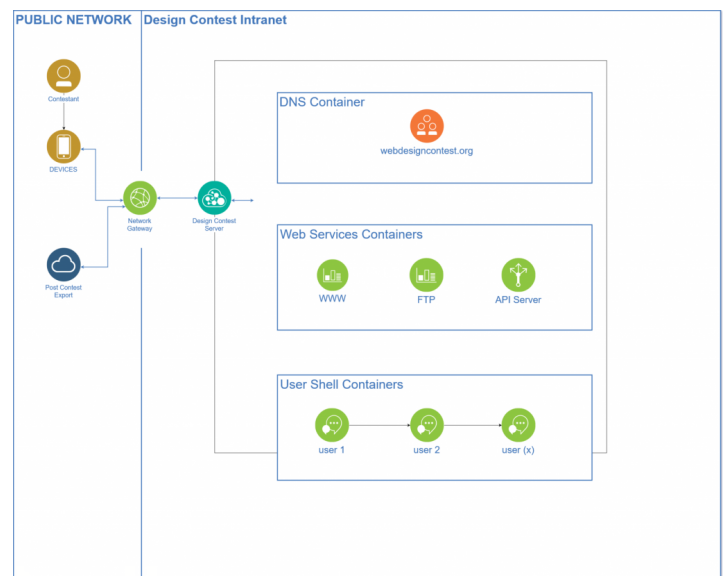 PUBLIC NETWORK
Design Contest Intranet
Contestant
DEVICES
Network
Gateway
Design Contest
Server
Post Contest
Export
DNS Container
webdesigncontest.org
Web Services Containers
WWW
FTP
API Server
User Shell Containers
user 1
user 2
user (x)